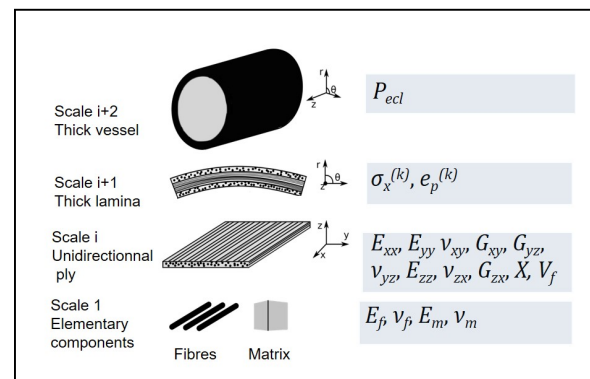 Scale i+2
Thick vessel
r
θ
z
P_ecl
Scale i+1
Thick lamina
r
θ
z
σ_x^(k), e_p^(k)
Scale i
Unidirectionnal
ply
z
y
x
E_xx, E_yy ν_xy, G_xy, G_yz,
ν_yz, E_zz, ν_zx, G_zx, X, V_f
Scale 1
Elementary
components
Fibres
Matrix
E_f, ν_f, E_m, ν_m